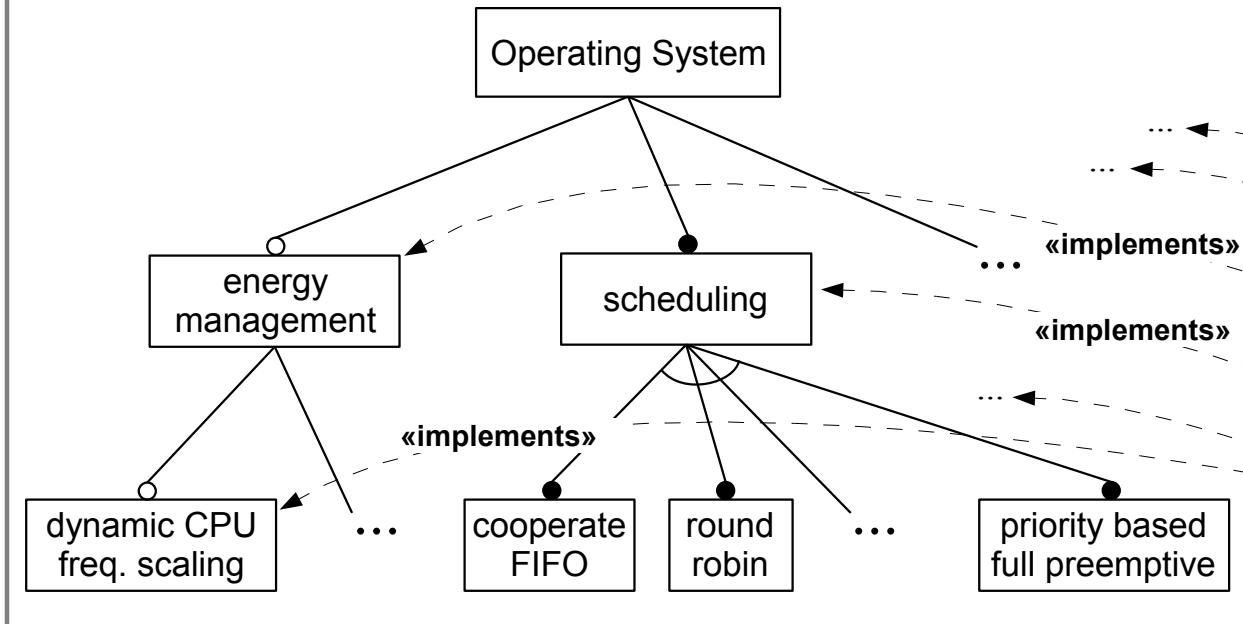 Operating System
...
...
«implements»
energy
management
scheduling
...
«implements»
...
«implements»
dynamic CPU
freq. scaling
...
cooperate
FIFO
round
robin
...
priority based
full preemptive